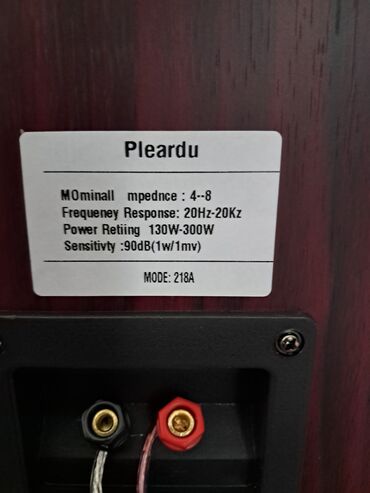 Pleardu
MOminall mpednce : 4--8
Frequeney Response: 20Hz-20Kz
Power Retiing 130W-300W
Sensitivty :90dB(1w/1mv)
MODE: 218A